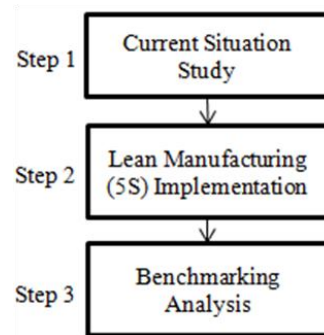 Current Situation
Step 1
Study
Lean Manufacturing
Step 2
(5S) Implementation
Benchmarking
Step 3
Analysis